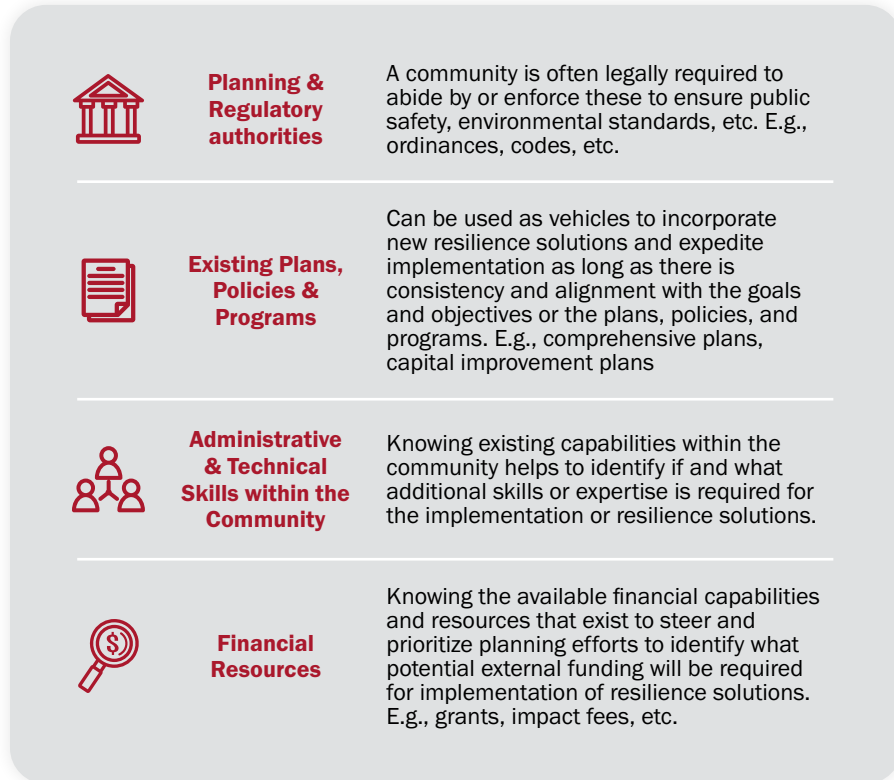 Planning &
Regulatory
authorities
A community is often legally required to
abide by or enforce these to ensure public
safety, environmental standards, etc. E.g.,
ordinances, codes, etc.
Existing Plans,
Policies &
Programs
Can be used as vehicles to incorporate
new resilience solutions and expedite
implementation as long as there is
consistency and alignment with the goals
and objectives or the plans, policies, and
programs. E.g., comprehensive plans,
capital improvement plans
Administrative
& Technical
Skills within the
Community
Knowing existing capabilities within the
community helps to identify if and what
additional skills or expertise is required for
the implementation or resilience solutions.
$
Financial
Resources
Knowing the available financial capabilities
and resources that exist to steer and
prioritize planning efforts to identify what
potential external funding will be required
for implementation of resilience solutions.
E.g., grants, impact fees, etc.